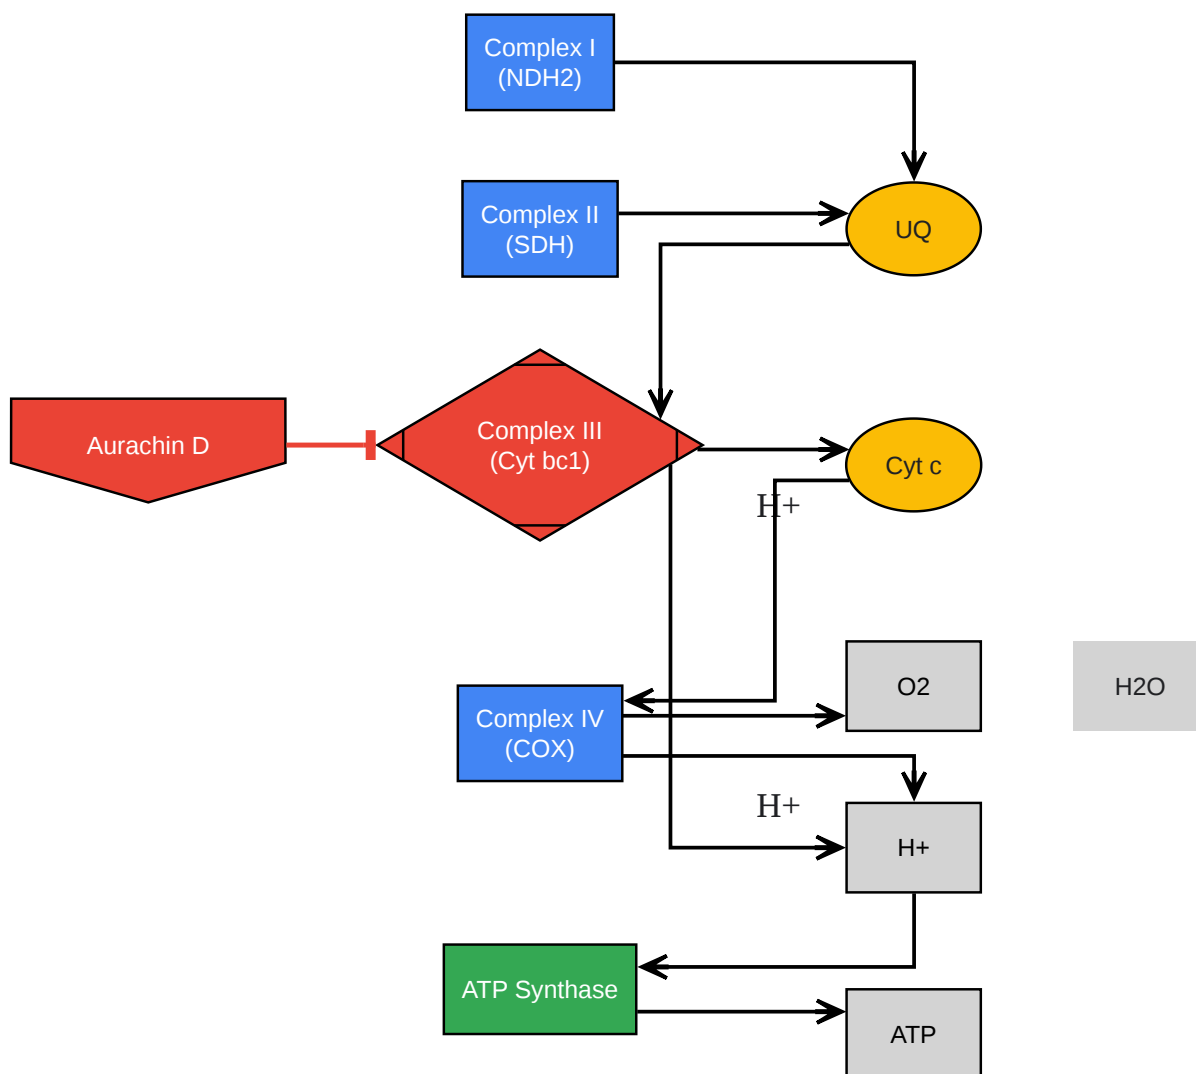 Complex I
(NDH2)
Complex II
(SDH)
UQ
Aurachin D
Complex III
(Cyt bc1)
Cyt c
H+
O2
H2O
Complex IV
(COX)
H+
H+
ATP Synthase
ATP